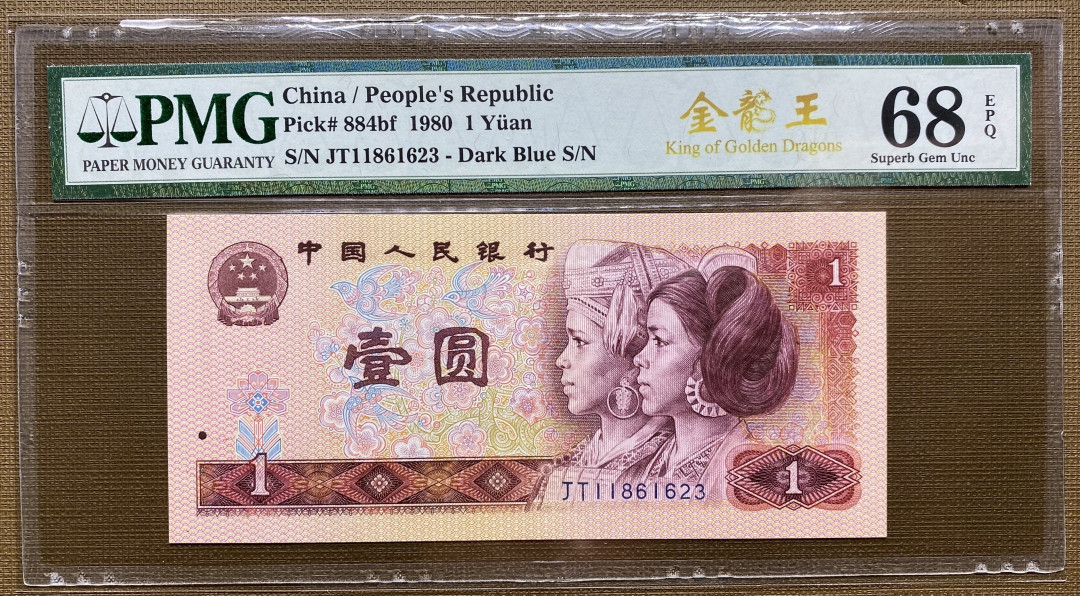 PMG
PAPER MONEY GUARANTY
China / People's Republic
Pick# 884bf 1980 1 Yüan
S/N JT11861623 - Dark Blue S/N
金龍王
King of Golden Dragons
68
EPQ
Superb Gem Unc
中国人民银行
1
壹圆
1
JT11861623
1